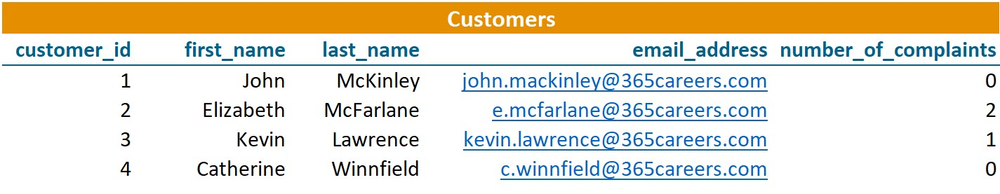 Customers
customer_id first_name last_name email_address number_of_complaints
1 John McKinley john.mackinley@365careers.com 0
2 Elizabeth McFarlane e.mcfarlane@365careers.com 2
3 Kevin Lawrence kevin.lawrence@365careers.com 1
4 Catherine Winnfield c.winnfield@365careers.com 0